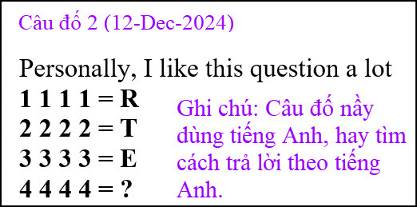 Câu đố 2 (12-Dec-2024)
Personally, I like this question a lot
1 1 1 1 = R
2 2 2 2 = T
3 3 3 3 = E
4 4 4 4 = ?
Ghi chú: Câu đố nầy
dùng tiếng Anh, hay tìm
cách trả lời theo tiếng
Anh.